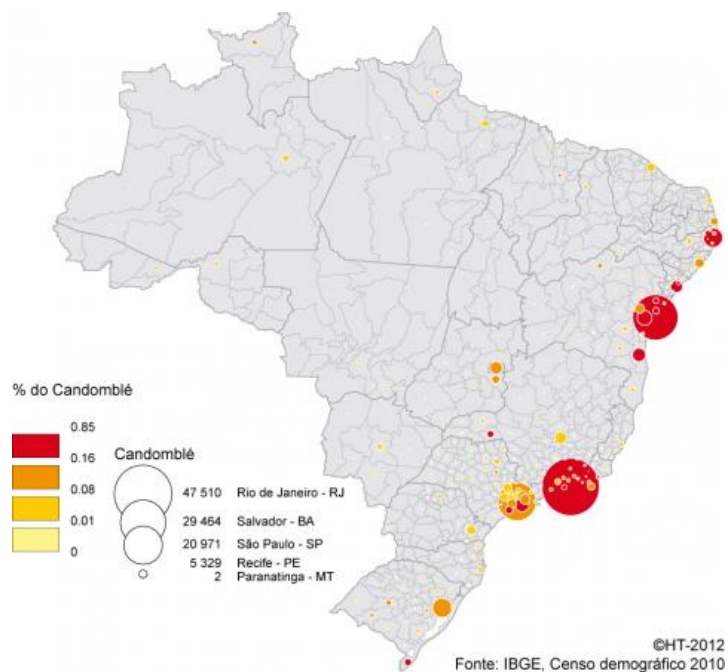 % do Candomblé
0.85
0.16
0.08
0.01
0
Candomblé
47 510 Rio de Janeiro - RJ
29 464 Salvador - BA
20 971 São Paulo - SP
5 329 Recife - PE
2 Paranatinga - MT
©HT-2012
Fonte: IBGE, Censo demográfico 2010